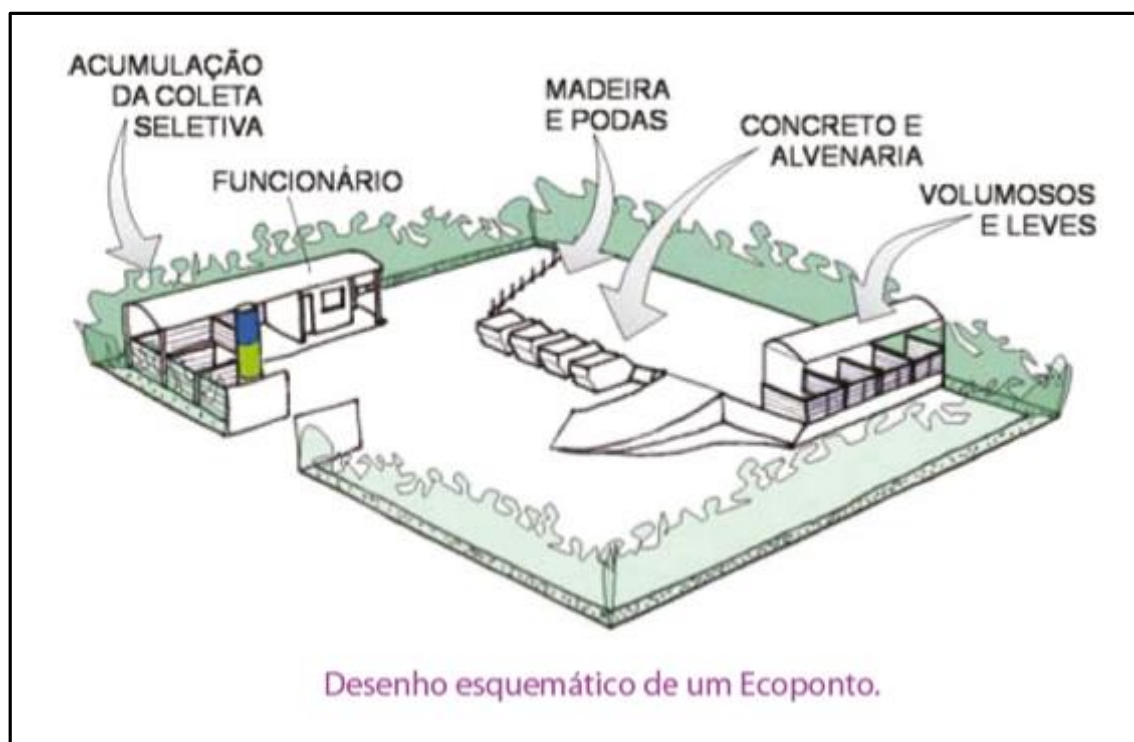 ACUMULAÇÃO
DA COLETA
SELETIVA
FUNCIONÁRIO
MADEIRA
E PODAS
CONCRETO E
ALVENARIA
VOLUMOSOS
E LEVES
Desenho esquemático de um Ecoponto.